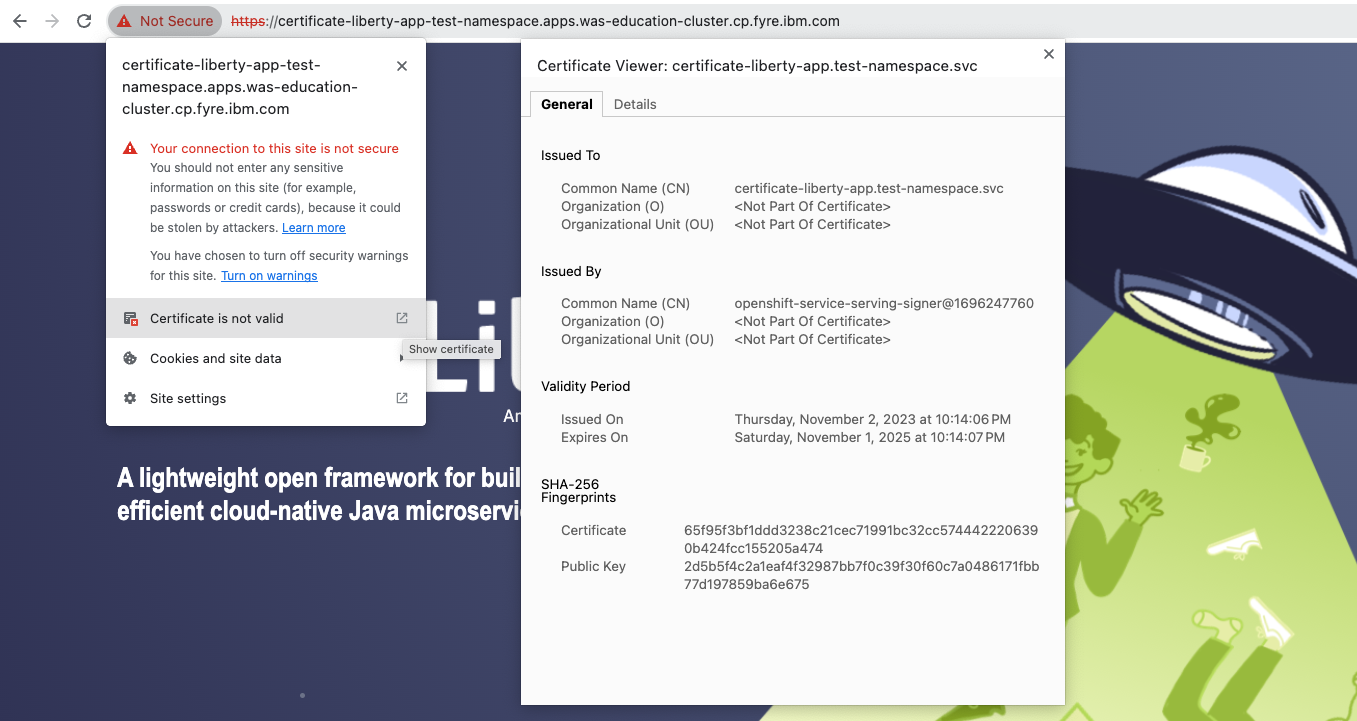 Not Secure https://certificate-liberty-app-test-namespace.apps.was-education-cluster.cp.fyre.ibm.com
certificate-liberty-app-test-
namespace.apps.was-education-
cluster.cp.fyre.ibm.com
Your connection to this site is not secure
You should not enter any sensitive
information on this site (for example,
passwords or credit cards), because it could
be stolen by attackers. Learn more
You have chosen to turn off security warnings
for this site. Turn on warnings
Certificate is not valid
Show certificate
Cookies and site data
Site settings
Certificate Viewer: certificate-liberty-app.test-namespace.svc
General Details
Issued To
Common Name (CN) certificate-liberty-app.test-namespace.svc
Organization (O) <Not Part Of Certificate>
Organizational Unit (OU) <Not Part Of Certificate>
Issued By
Common Name (CN) openshift-service-serving-signer@1696247760
Organization (O) <Not Part Of Certificate>
Organizational Unit (OU) <Not Part Of Certificate>
Validity Period
Issued On Thursday, November 2, 2023 at 10:14:06 PM
Expires On Saturday, November 1, 2025 at 10:14:07 PM
SHA-256
Fingerprints
Certificate 65f95f3bf1ddd3238c21cec71991bc32cc5744422220639
0b424fcc155205a474
Public Key 2d5b5f4c2a1eaf4f32987bb7f0c39f30f60c7a0486171fbb
77d197859ba6e675
Li
A lightweight open framework for buil
efficient cloud-native Java microservi